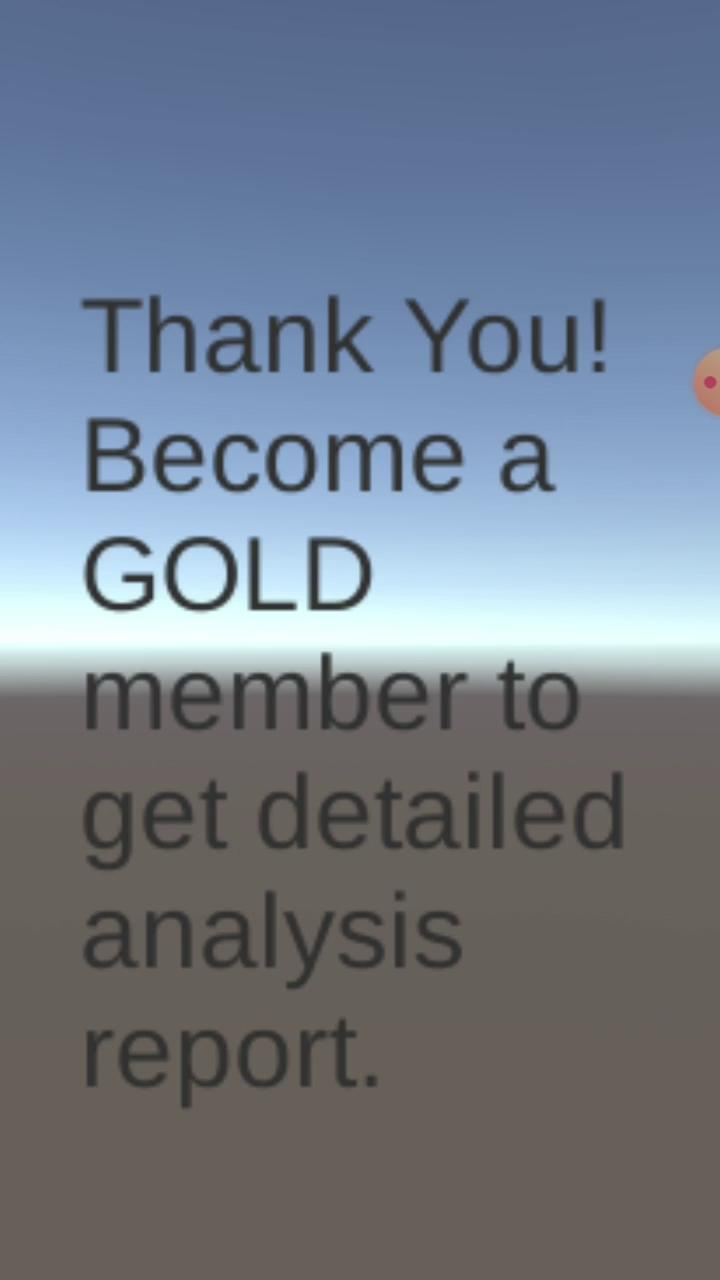 Thank You!
Become a
GOLD
member to
get detailed
analysis
report.